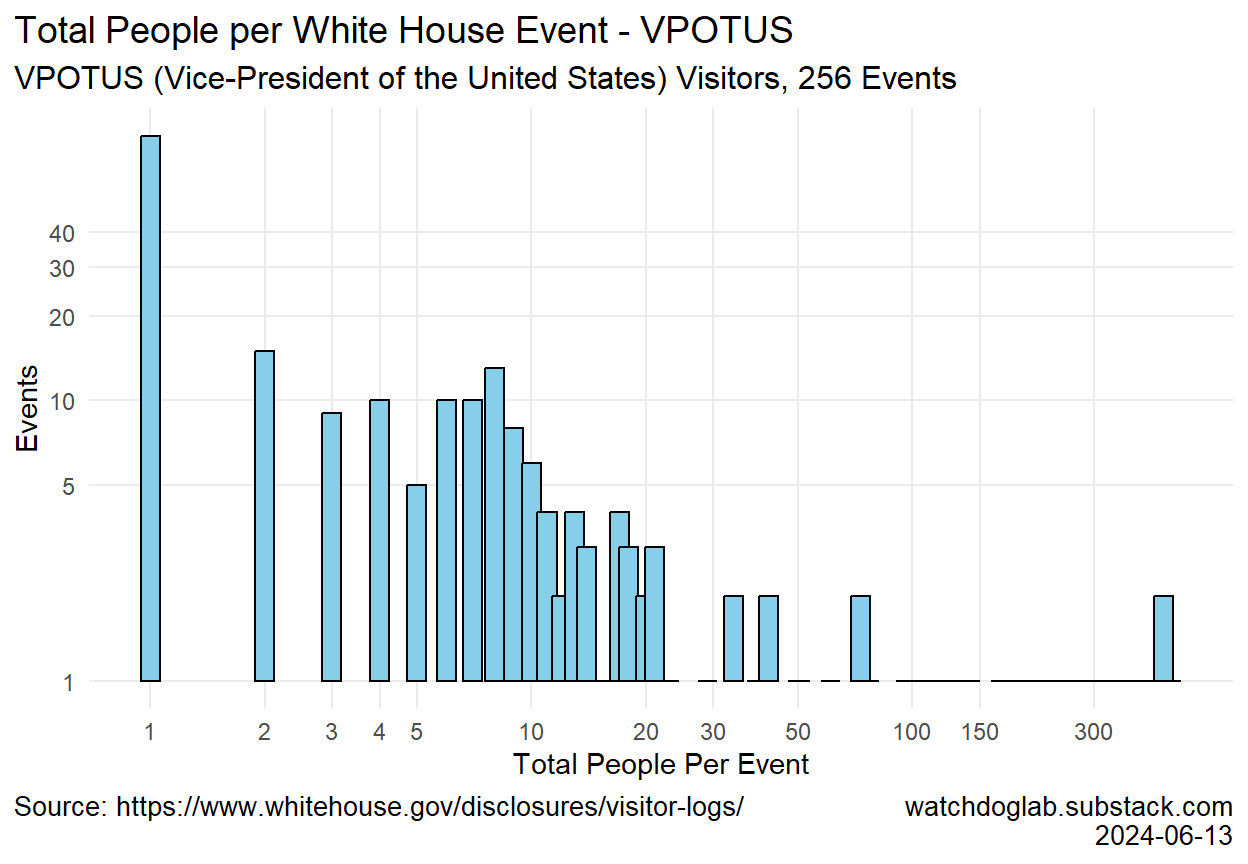 Total People per White House Event - VPOTUS
VPOTUS (Vice-President of the United States) Visitors, 256 Events
40
30
20
10
5
1
Events
1 2 3 4 5 10 20 30 50 100 150 300
Total People Per Event
Source: https://www.whitehouse.gov/disclosures/visitor-logs/
watchdoglab.substack.com
2024-06-13